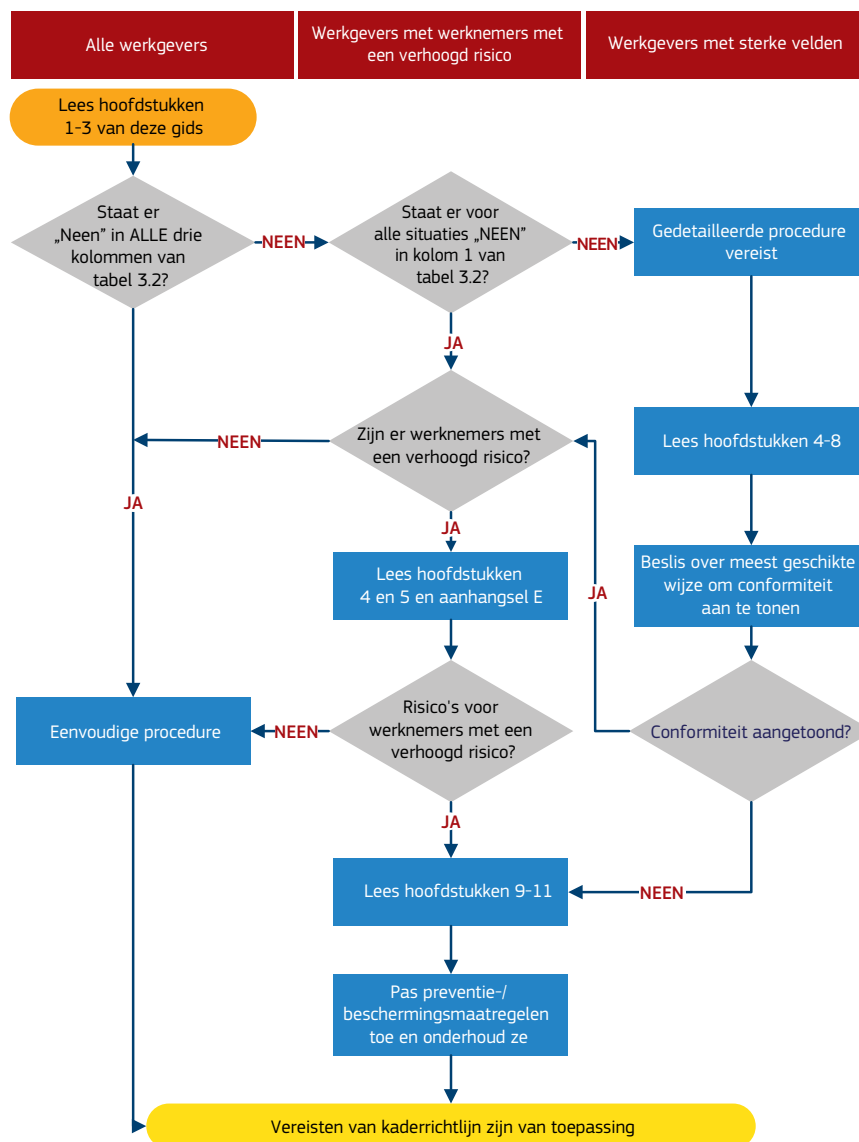 Alle werkgevers
Werkgevers met werknemers met
een verhoogd risico
Werkgevers met sterke velden
Lees hoofdstukken
1-3 van deze gids
Staat er
„Neen” in ALLE drie
kolommen van
tabel 3.2?
NEEN
Staat er voor
alle situaties „NEEN”
in kolom 1 van
tabel 3.2?
NEEN
Gedetailleerde procedure
vereist
JA
Zijn er werknemers met
een verhoogd risico?
NEEN
Lees hoofdstukken 4-8
JA
JA
Lees hoofdstukken
4 en 5 en aanhangsel E
JA
Beslis over meest geschikte
wijze om conformiteit
aan te tonen
Eenvoudige procedure
NEEN
Risico's voor
werknemers met een
verhoogd risico?
Conformiteit aangetoond?
JA
Lees hoofdstukken 9-11
NEEN
Pas preventie-/
beschermingsmaatregelen
toe en onderhoud ze
Vereisten van kaderrichtlijn zijn van toepassing